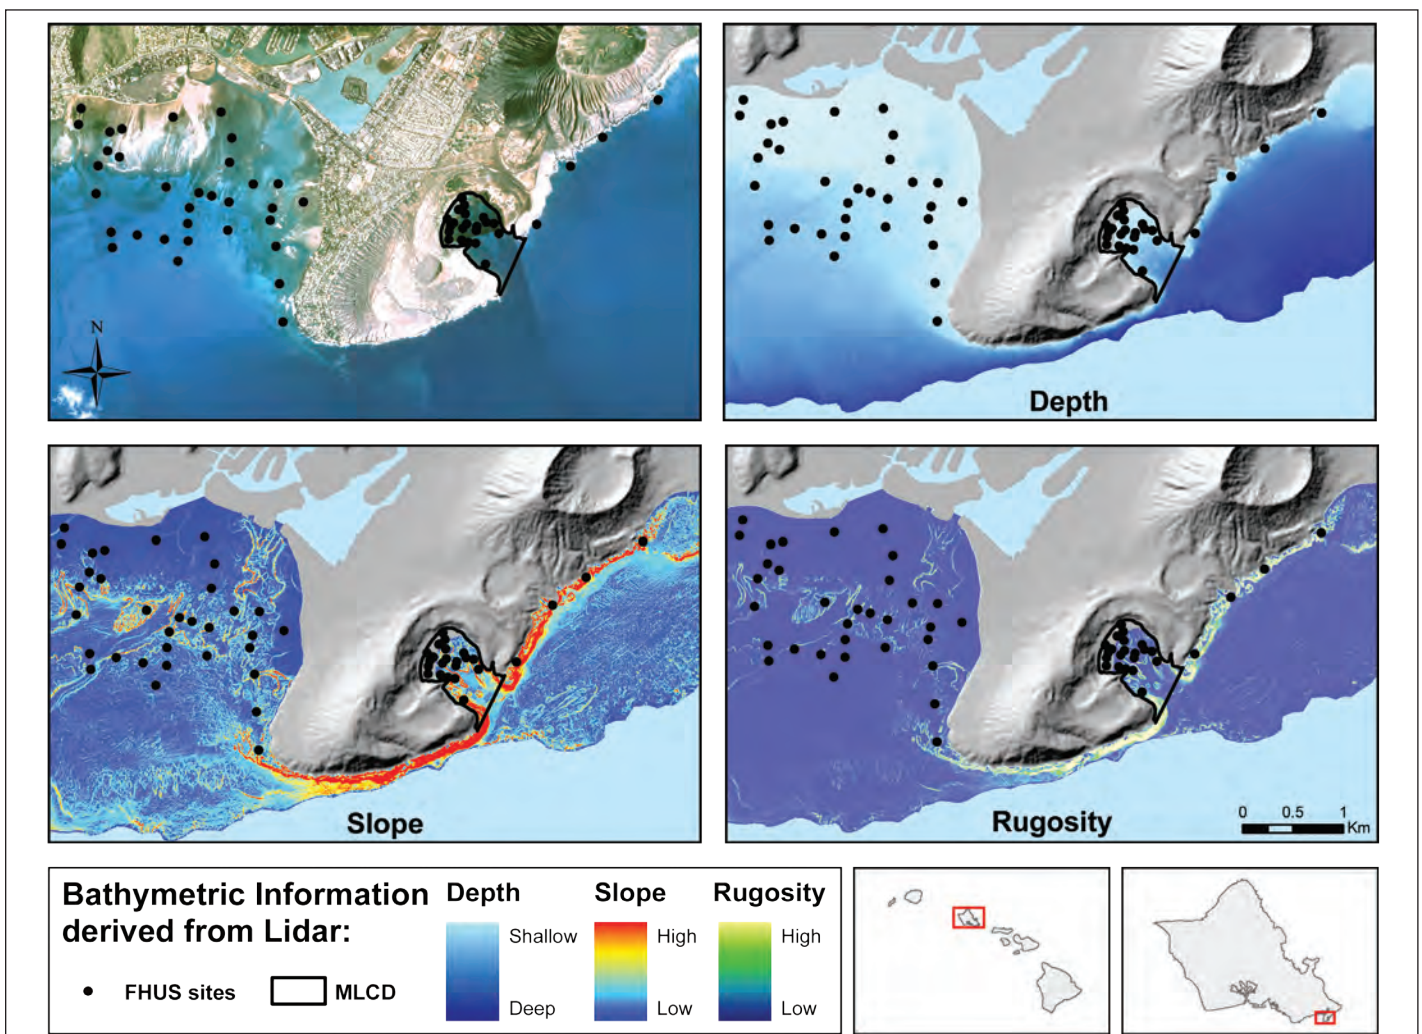 N
Depth
Slope
Rugosity
0 0.5 1
Km
Bathymetric Information
derived from Lidar:
FHUS sites
MLCD
Depth
Shallow
Deep
Slope
High
Low
Rugosity
High
Low